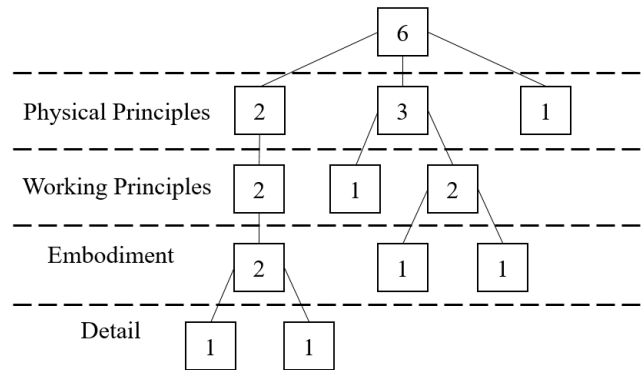 6
Physical Principles 2 3 1
Working Principles 2 1 2
Embodiment 2 1 1
Detail 1 1